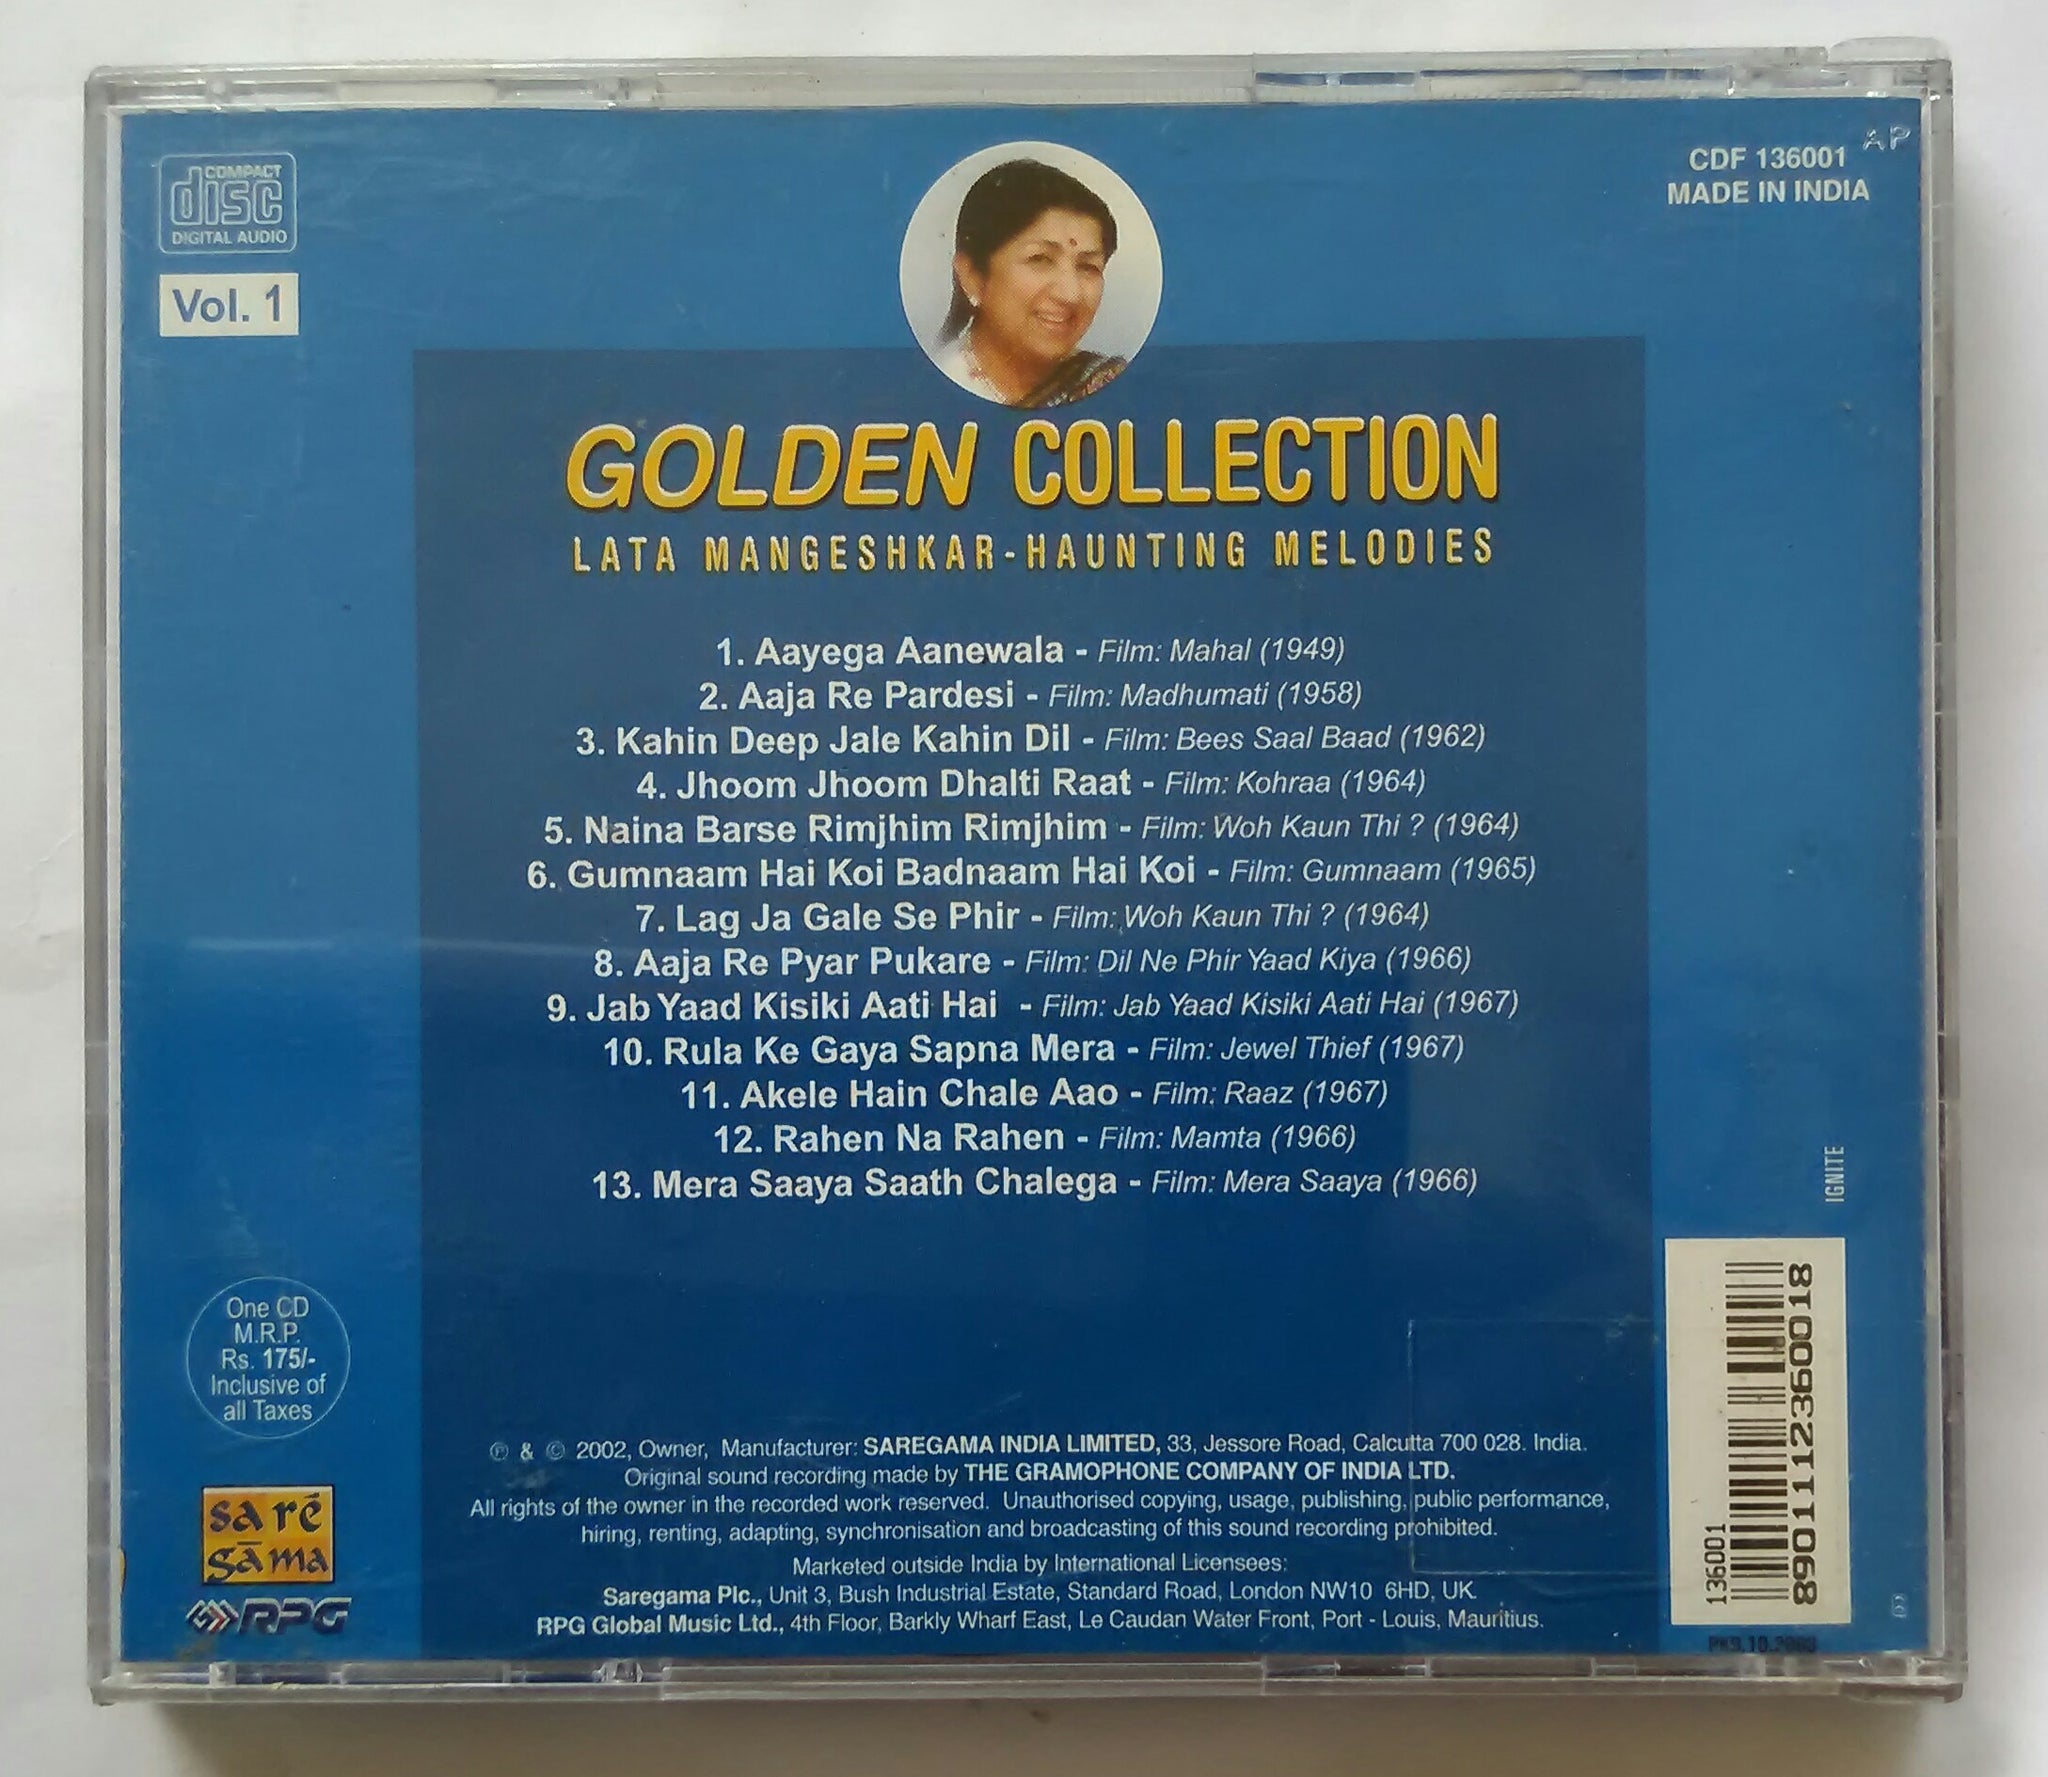 COMPACT
disc
DIGITAL AUDIO
Vol. 1
CDF 136001
MADE IN INDIA
AP
GOLDEN COLLECTION
LATA MANGESHKAR-HAUNTING MELODIES
1. Aayega Aanewala - Film: Mahal (1949)
2. Aaja Re Pardesi - Film: Madhumati (1958)
3. Kahin Deep Jale Kahin Dil - Film: Bees Saal Baad (1962)
4. Jhoom Jhoom Dhalti Raat - Film: Kohraa (1964)
5. Naina Barse Rimjhim Rimjhim - Film: Woh Kaun Thi ? (1964)
6. Gumnaam Hai Koi Badnaam Hai Koi - Film: Gumnaam (1965)
7. Lag Ja Gale Se Phir - Film: Woh Kaun Thi ? (1964)
8. Aaja Re Pyar Pukare - Film: Dil Ne Phir Yaad Kiya (1966)
9. Jab Yaad Kisiki Aati Hai - Film: Jab Yaad Kisiki Aati Hai (1967)
10. Rula Ke Gaya Sapna Mera - Film: Jewel Thief (1967)
11. Akele Hain Chale Aao - Film: Raaz (1967)
12. Rahen Na Rahen - Film: Mamta (1966)
13. Mera Saaya Saath Chalega - Film: Mera Saaya (1966)
IGNITE
One CD
M.R.P.
Rs. 175/-
Inclusive of
all Taxes
sa ré
gāma
RPG
℗ & © 2002, Owner, Manufacturer: SAREGAMA INDIA LIMITED, 33, Jessore Road, Calcutta 700 028. India.
Original sound recording made by THE GRAMOPHONE COMPANY OF INDIA LTD.
All rights of the owner in the recorded work reserved. Unauthorised copying, usage, publishing, public performance,
hiring, renting, adapting, synchronisation and broadcasting of this sound recording prohibited.
Marketed outside India by International Licensees:
Saregama Plc., Unit 3, Bush Industrial Estate, Standard Road, London NW10 6HD, UK.
RPG Global Music Ltd., 4th Floor, Barkly Wharf East, Le Caudan Water Front, Port - Louis, Mauritius.
136001
8901112360018